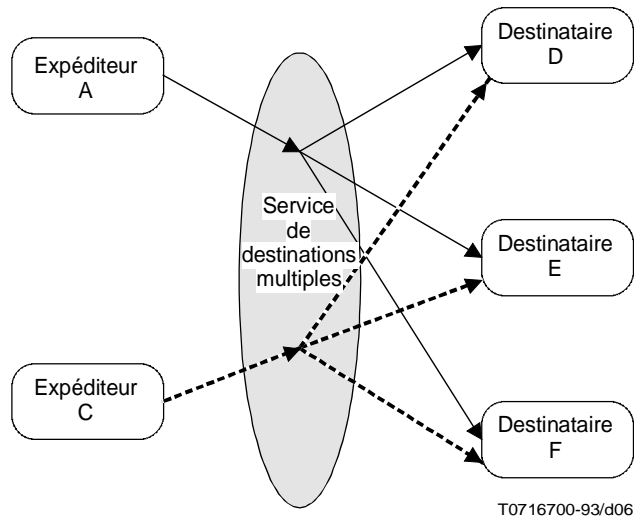 Expéditeur
A
Destinataire
D
Service
de
destinations
multiples
Destinataire
E
Expéditeur
C
Destinataire
F
T0716700-93/d06